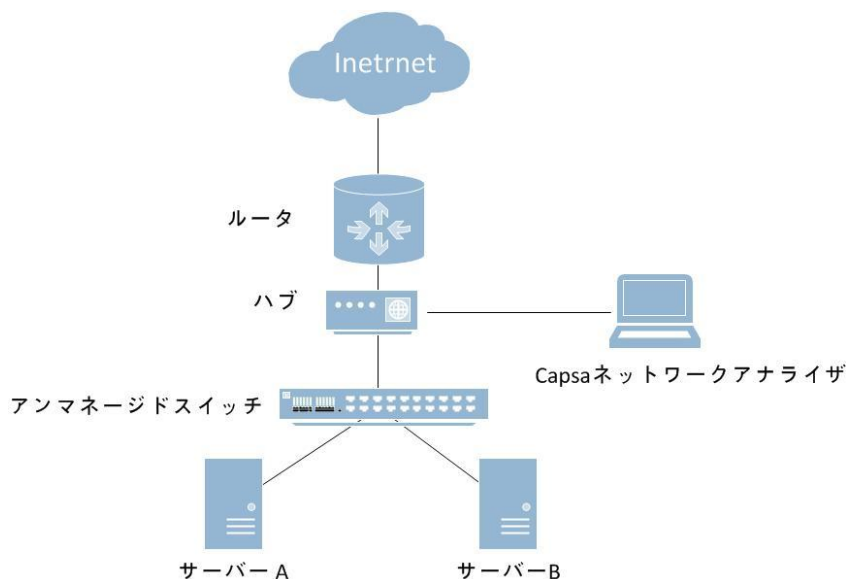 Inetrnet
ルータ
ハブ
Capsaネットワークアナライザ
アンマネージドスイッチ
サーバーA
サーバーB